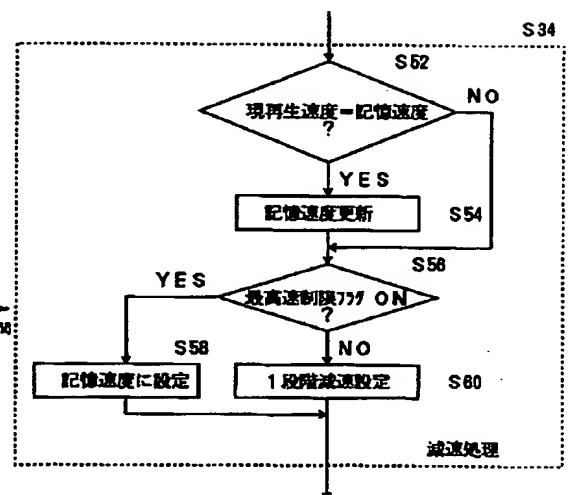 S34
S52
現再生速度=記憶速度
?
NO
YES
記憶速度更新
S54
S56
YES
最高速制限フラグ ON
?
S58
NO
記憶速度に設定
1段階減速設定
S60
減速処理